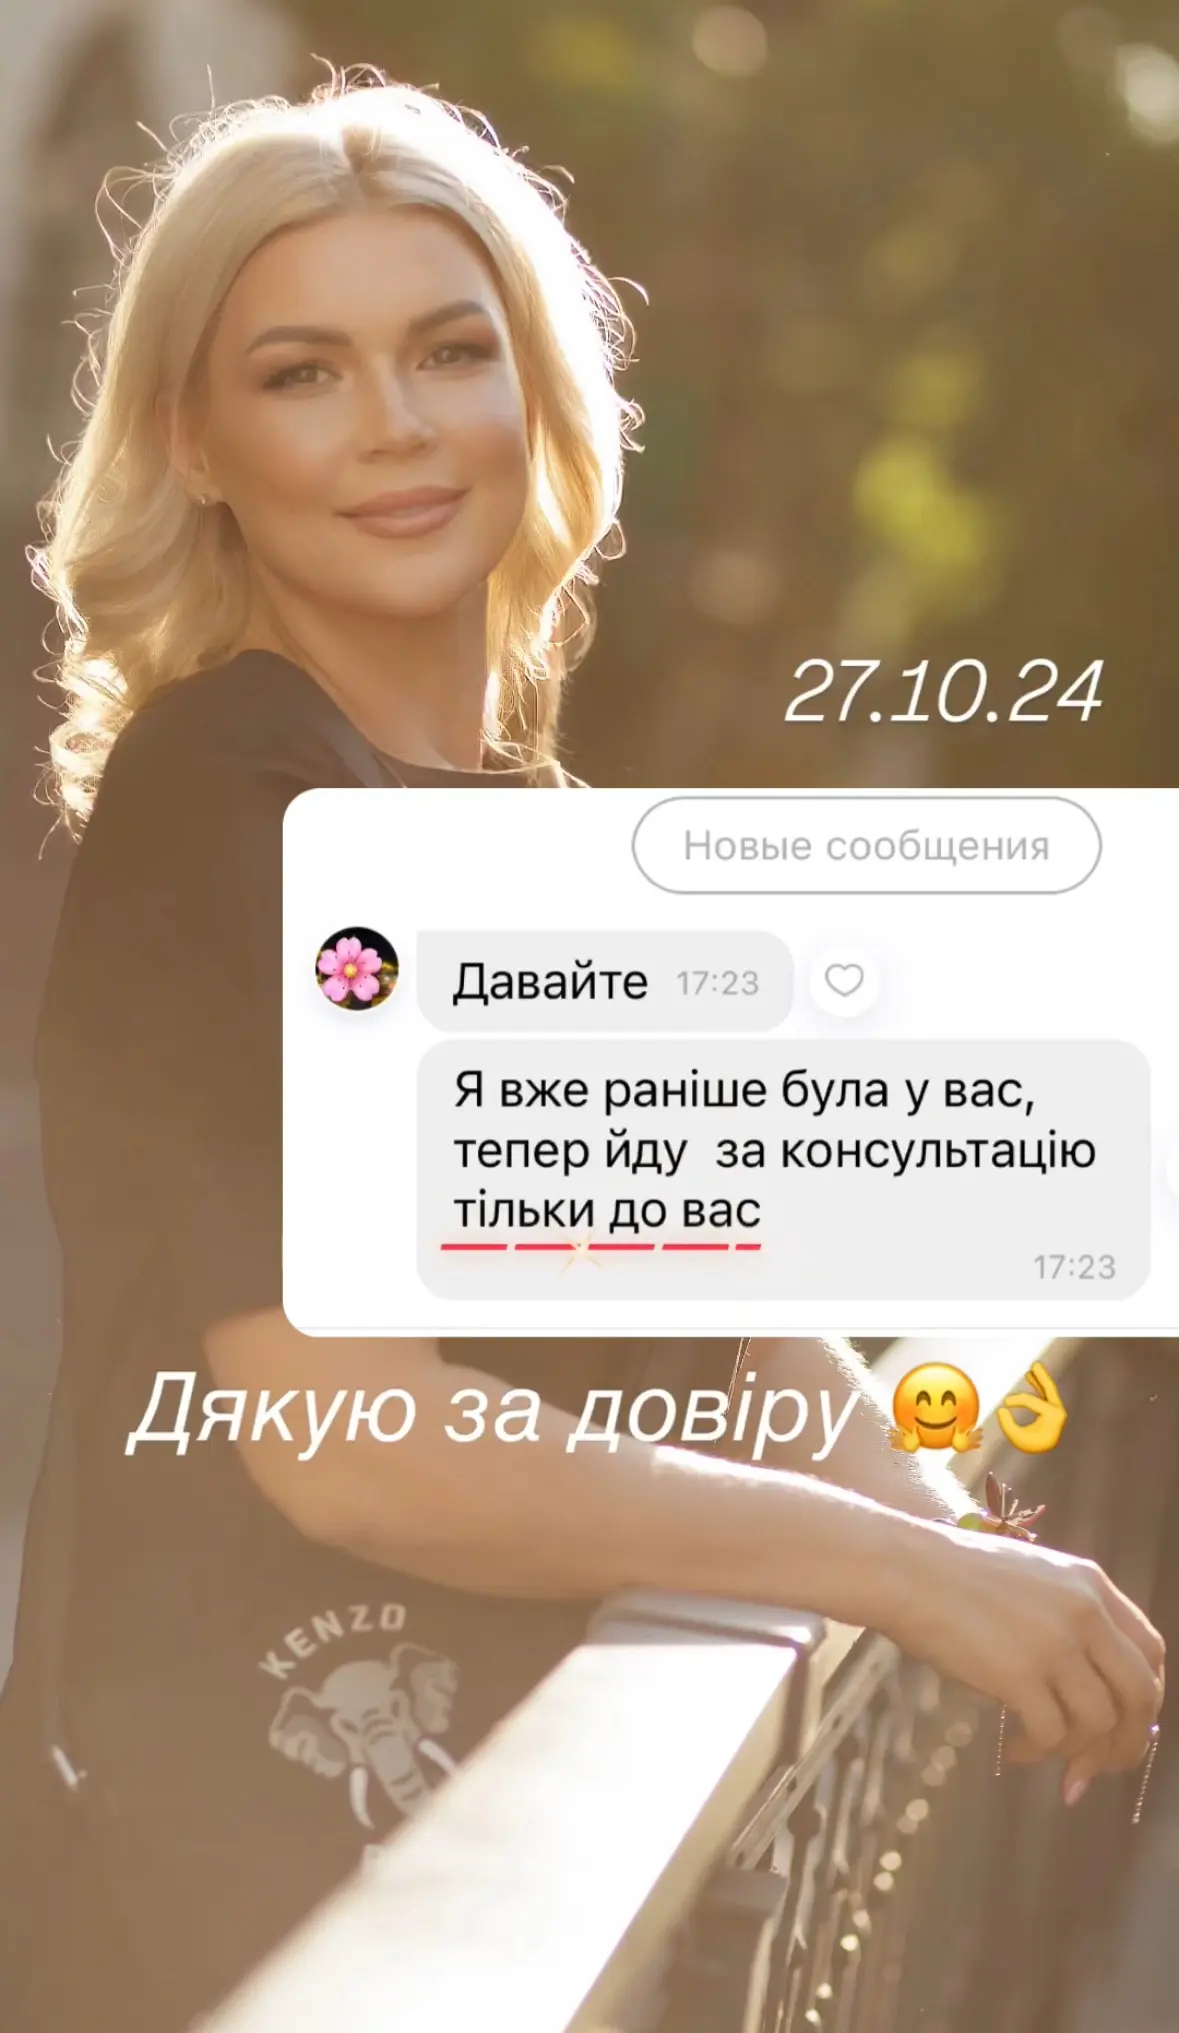 27.10.24
Новые сообщения
Давайте 17:23
Я вже раніше була у вас,
тепер йду за консультацію
тільки до вас
17:23
Дякую за довіру 🤗👌
KENZO